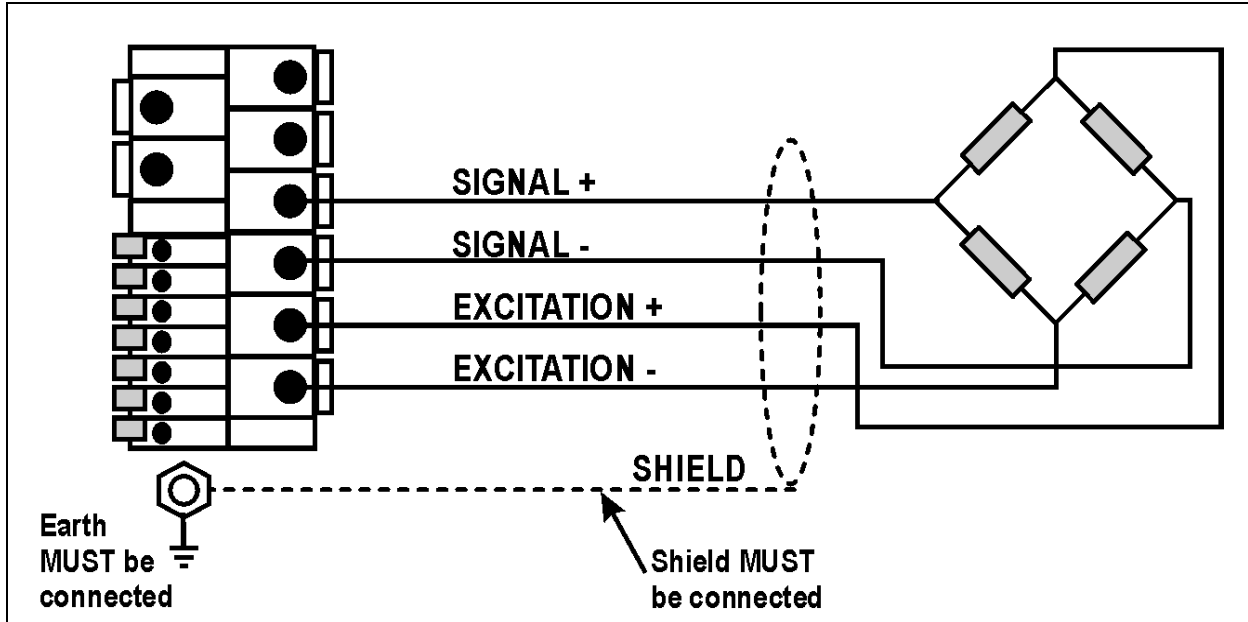 SIGNAL +
SIGNAL -
EXCITATION +
EXCITATION -
SHIELD
Earth
MUST be
connected
Shield MUST
be connected